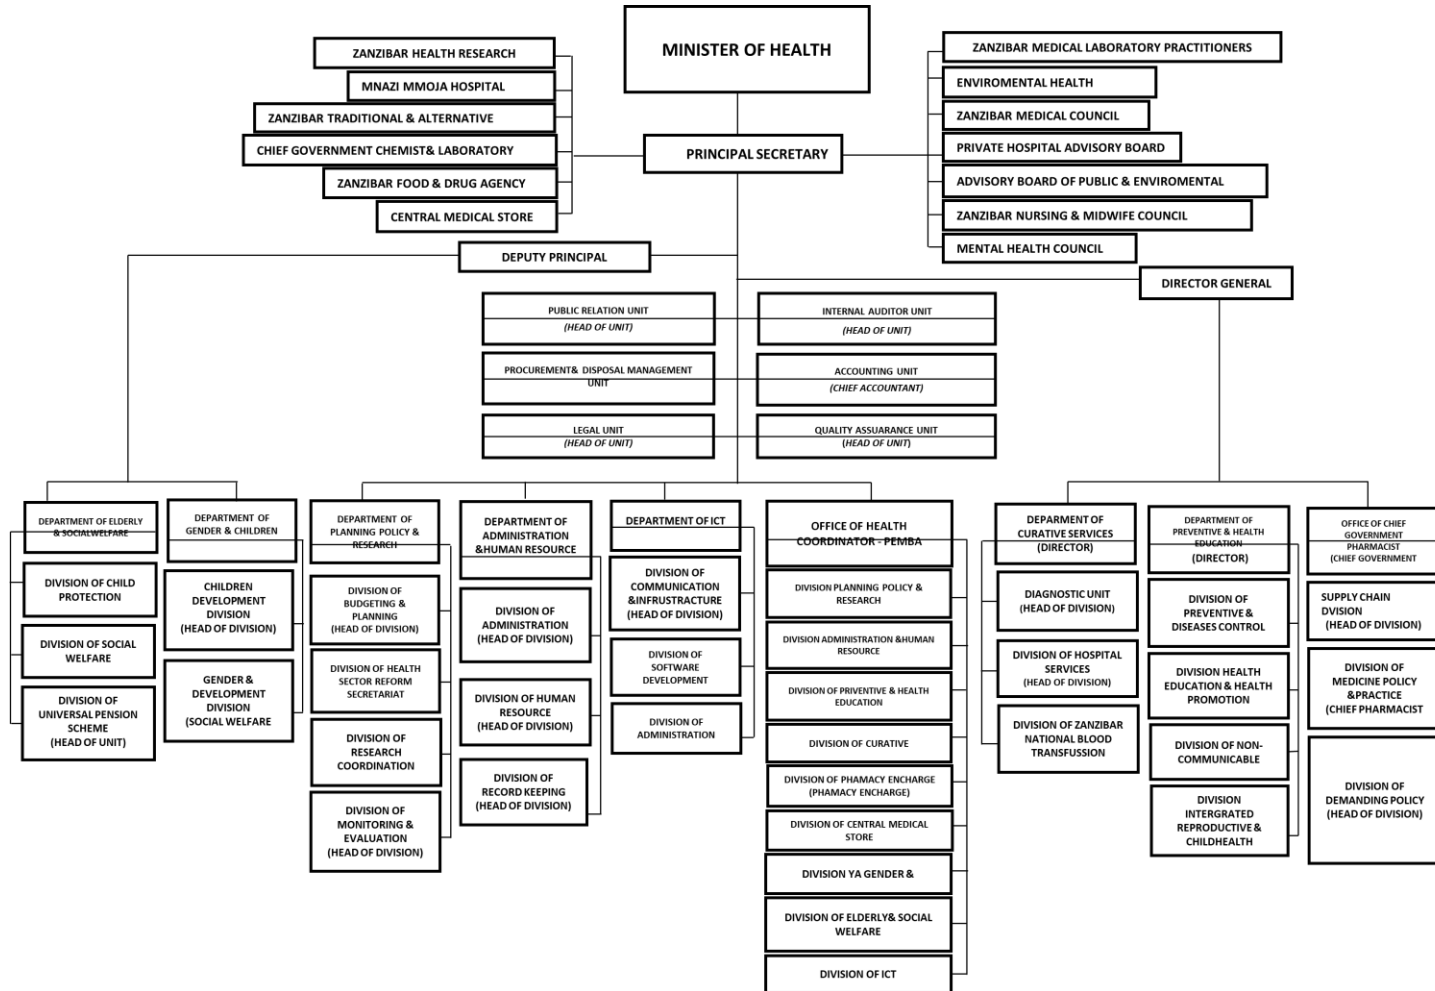 MINISTER OF HEALTH
ZANZIBAR HEALTH RESEARCH
MNAZI MMOJA HOSPITAL
ZANZIBAR TRADITIONAL & ALTERNATIVE
CHIEF GOVERNMENT CHEMIST& LABORATORY
ZANZIBAR FOOD & DRUG AGENCY
CENTRAL MEDICAL STORE
PRINCIPAL SECRETARY
ZANZIBAR MEDICAL LABORATORY PRACTITIONERS
ENVIROMENTAL HEALTH
ZANZIBAR MEDICAL COUNCIL
PRIVATE HOSPITAL ADVISORY BOARD
ADVISORY BOARD OF PUBLIC & ENVIROMENTAL
ZANZIBAR NURSING & MIDWIFE COUNCIL
MENTAL HEALTH COUNCIL
DEPUTY PRINCIPAL
DIRECTOR GENERAL
PUBLIC RELATION UNIT
(HEAD OF UNIT)
INTERNAL AUDITOR UNIT
(HEAD OF UNIT)
PROCUREMENT& DISPOSAL MANAGEMENT
UNIT
ACCOUNTING UNIT
(CHIEF ACCOUNTANT)
LEGAL UNIT
(HEAD OF UNIT)
QUALITY ASSUARANCE UNIT
(HEAD OF UNIT)
DEPARTMENT OF ELDERLY
& SOCIALWELFARE
DIVISION OF CHILD
PROTECTION
DIVISION OF SOCIAL
WELFARE
DIVISION OF
UNIVERSAL PENSION
SCHEME
(HEAD OF UNIT)
DEPARTMENT OF
GENDER & CHILDREN
CHILDREN
DEVELOPMENT
DIVISION
(HEAD OF DIVISION)
GENDER &
DEVELOPMENT
DIVISION
(SOCIAL WELFARE
DEPARTMENT OF
PLANNING POLICY &
RESEARCH
DIVISION OF
BUDGETING &
PLANNING
(HEAD OF DIVISION)
DIVISION OF HEALTH
SECTOR REFORM
SECRETARIAT
DIVISION OF
RESEARCH
COORDINATION
DIVISION OF
MONITORING &
EVALUATION
(HEAD OF DIVISION)
DEPARTMENT OF
ADMINISTRATION
&HUMAN RESOURCE
DIVISION OF
ADMINISTRATION
(HEAD OF DIVISION)
DIVISION OF HUMAN
RESOURCE
(HEAD OF DIVISION)
DIVISION OF
RECORD KEEPING
(HEAD OF DIVISION)
DEPARTMENT OF ICT
DIVISION OF
COMMUNICATION
&INFRUSTRACTURE
(HEAD OF DIVISION)
DIVISION OF
SOFTWARE
DEVELOPMENT
DIVISION OF
ADMINISTRATION
OFFICE OF HEALTH
COORDINATOR - PEMBA
DIVISION PLANNING POLICY &
RESEARCH
DIVISION ADMINISTRATION &HUMAN
RESOURCE
DIVISION OF PRIVENTIVE & HEALTH
EDUCATION
DIVISION OF CURATIVE
DIVISION OF PHAMACY ENCHARGE
(PHAMACY ENCHARGE)
DIVISION OF CENTRAL MEDICAL
STORE
DIVISION YA GENDER &
DIVISION OF ELDERLY& SOCIAL
WELFARE
DIVISION OF ICT
DEPARTMENT OF
CURATIVE SERVICES
(DIRECTOR)
DIAGNOSTIC UNIT
(HEAD OF DIVISION)
DIVISION OF HOSPITAL
SERVICES
(HEAD OF DIVISION)
DIVISION OF ZANZIBAR
NATIONAL BLOOD
TRANSFUSSION
DEPARTMENT OF
PREVENTIVE & HEALTH
EDUCATION
(DIRECTOR)
DIVISION OF
PREVENTIVE &
DISEASES CONTROL
DIVISION HEALTH
EDUCATION & HEALTH
PROMOTION
DIVISION OF NON-
COMMUNICABLE
DIVISION
INTERGRATED
REPRODUCTIVE &
CHILDHEALTH
OFFICE OF CHIEF
GOVERNMENT
PHARMACIST
(CHIEF GOVERNMENT
SUPPLY CHAIN
DVISION
(HEAD OF DIVISION)
DIVISION OF
MEDICINE POLICY
&PRACTICE
(CHIEF PHARMACIST
DIVISION OF
DEMANDING POLICY
(HEAD OF DIVISION)